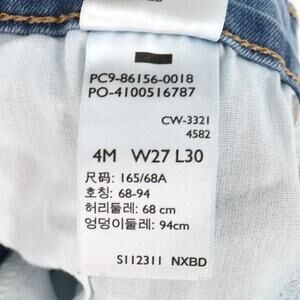 PC9-86156-0018
PO-4100516787
CW-3321
4582
4M W27 L30
尺码: 165/68A
호칭: 68-94
허리둘레: 68 cm
엉덩이둘레: 94cm
S112311 NXBD